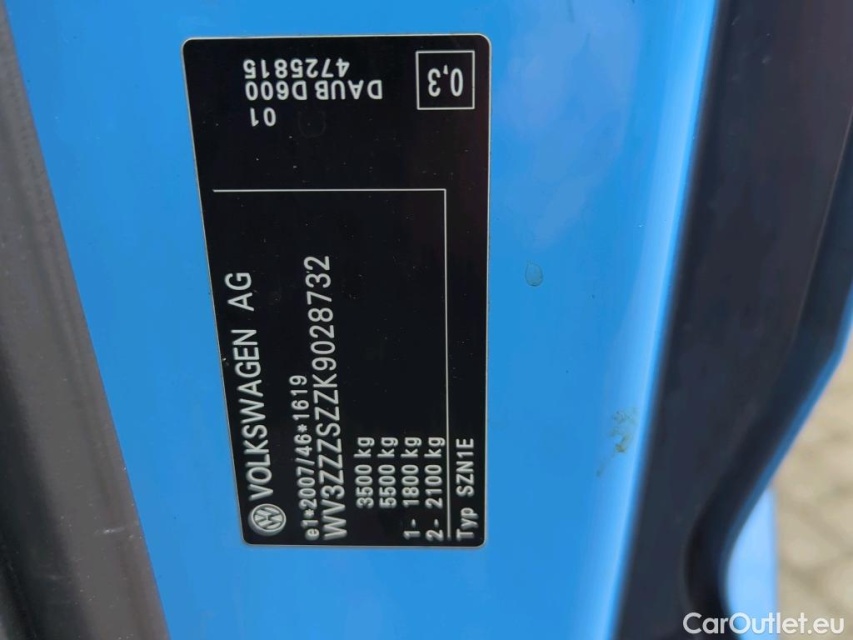 VOLKSWAGEN AG
e1*2007/46*1619
WV3ZZZSZZK9028732
3500 kg
5500 kg
1- 1800 kg
2- 2100 kg
Typ SZN1E
0,3
DAUB D600
4725815
01
CarOutlet.eu